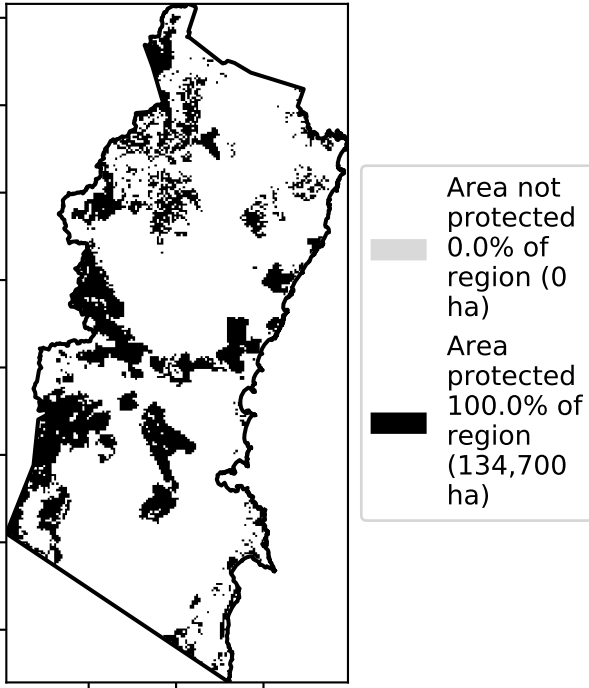 Area not
protected
0.0% of
region (0
ha)
Area
protected
100.0% of
region
(134,700
ha)